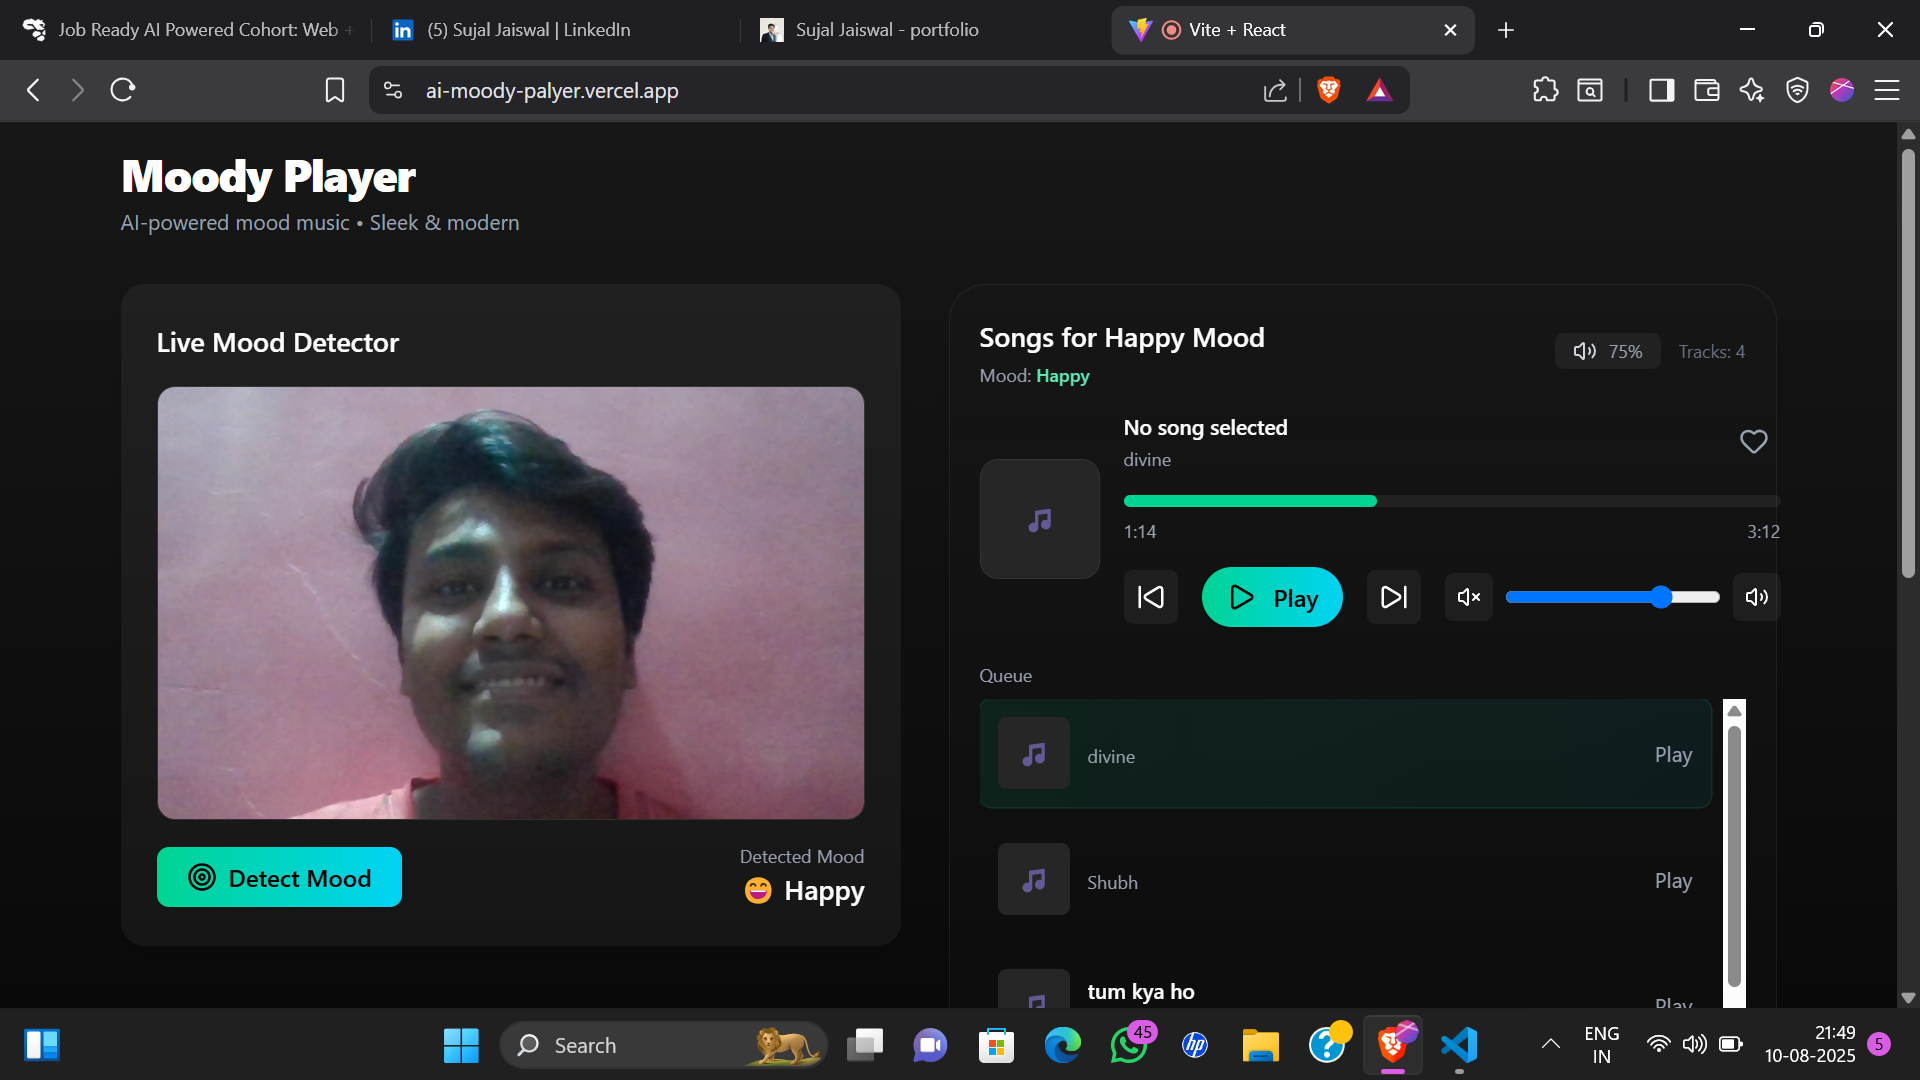 Job Ready AI Powered Cohort: Web
(5) Sujal Jaiswal | LinkedIn
Sujal Jaiswal - portfolio
Vite + React
ai-moody-palyer.vercel.app
Moody Player
AI-powered mood music • Sleek & modern
Live Mood Detector
Detect Mood
Detected Mood
😄 Happy
Songs for Happy Mood
Mood: Happy
75%
Tracks: 4
No song selected
divine
1:14
3:12
Play
Queue
divine
Play
Shubh
Play
tum kya ho
Play
Search
45
hp
ENG
IN
21:49
10-08-2025
5